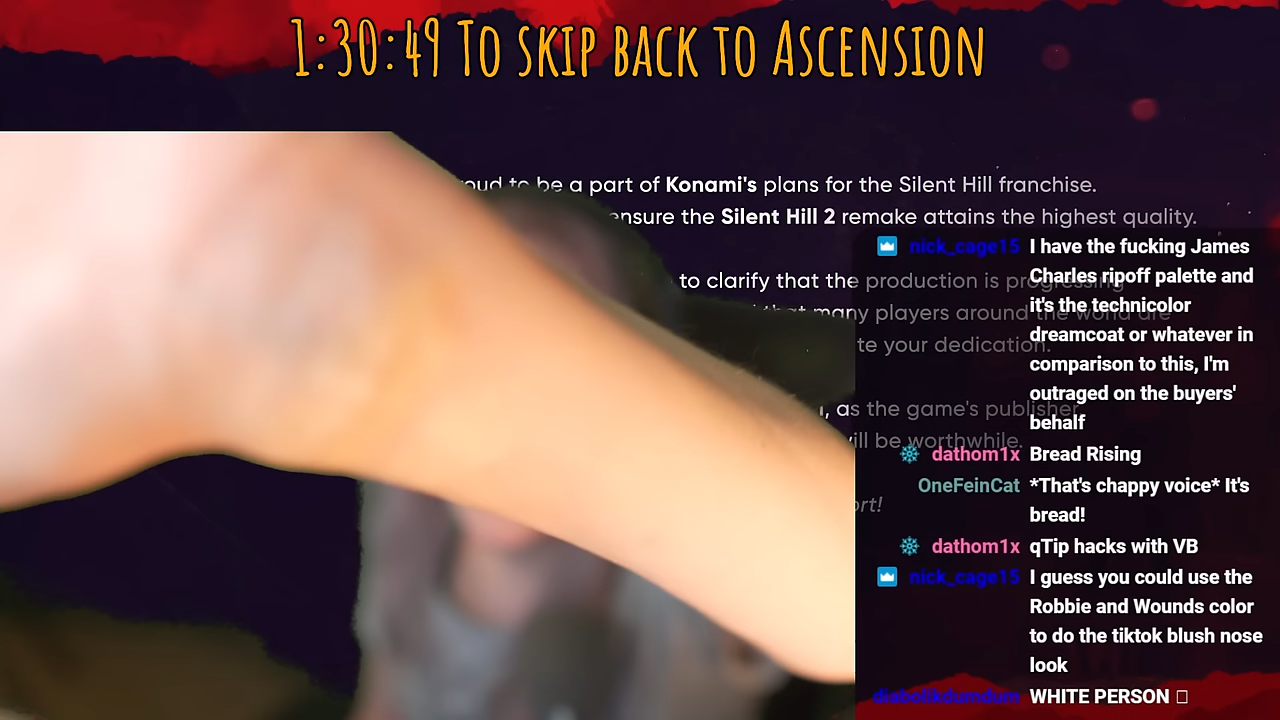 1:30:49 To skip back to Ascension
to be a part of Konami's plans for the Silent Hill franchise.
ensure the Silent Hill 2 remake attains the highest quality.
to clarify that the production is progressing
that many players around the world are
te your dedication.
, as the game's publisher
will be worthwhile.
ort!
nick_cage15 I have the fucking James
Charles ripoff palette and
it's the technicolor
dreamcoat or whatever in
comparison to this, I'm
outraged on the buyers'
behalf
dathom1x Bread Rising
OneFeinCat *That's chappy voice* It's
bread!
dathom1x qTip hacks with VB
nick_cage15 I guess you could use the
Robbie and Wounds color
to do the tiktok blush nose
look
diabolikdumdum WHITE PERSON